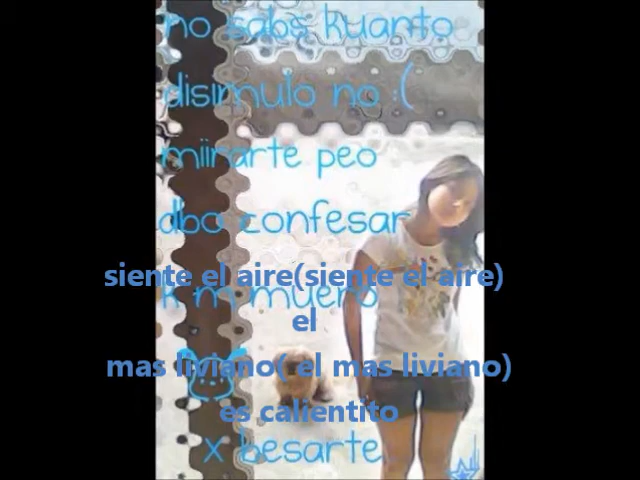 no sabs kuanto
disimulo no :(
miirarte peo
dbo confesar
siente el aire(siente el aire)
k m muero
el
mas liviano( el mas liviano)
es calientito
x besarte